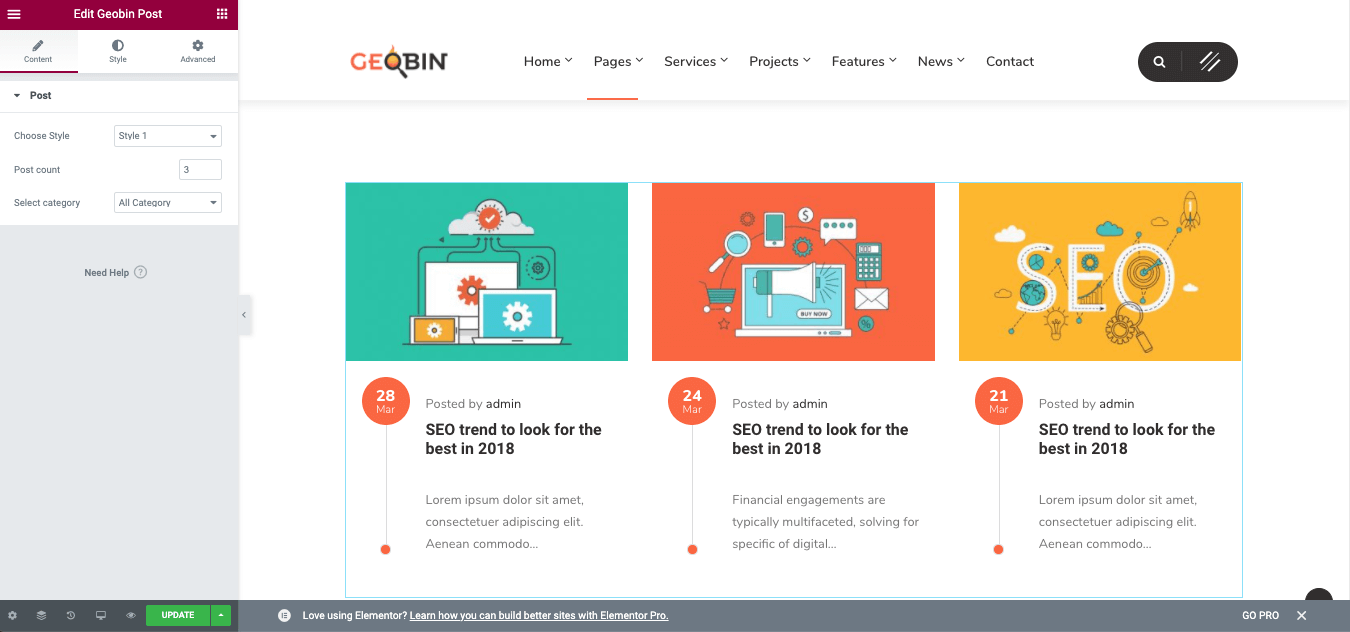 Edit Geobin Post
Content
Style
Advanced
Post
Choose Style
Style 1
Post count
3
Select category
All Category
Need Help ?
UPDATE
GEOBIN
Home
Pages
Services
Projects
Features
News
Contact
$
BUY NOW
%
SEO
28
Mar
Posted by admin
SEO trend to look for the
best in 2018
Lorem ipsum dolor sit amet,
consectetuer adipiscing elit.
Aenean commodo...
24
Mar
Posted by admin
SEO trend to look for the
best in 2018
Financial engagements are
typically multifaceted, solving for
specific of digital...
21
Mar
Posted by admin
SEO trend to look for the
best in 2018
Lorem ipsum dolor sit amet,
consectetuer adipiscing elit.
Aenean commodo...
Love using Elementor? Learn how you can build better sites with Elementor Pro.
GO PRO